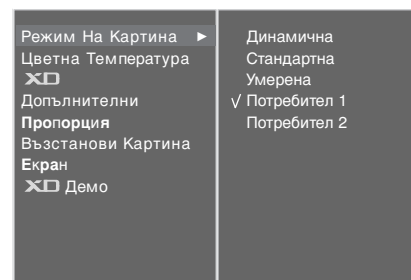 Режим На Картина ►
Цветна Температура
XD
Допълнителни
Пропорция
Възстанови Картина
Екран
XD Демо
Динамична
Стандартна
Умерена
√ Потребител 1
Потребител 2